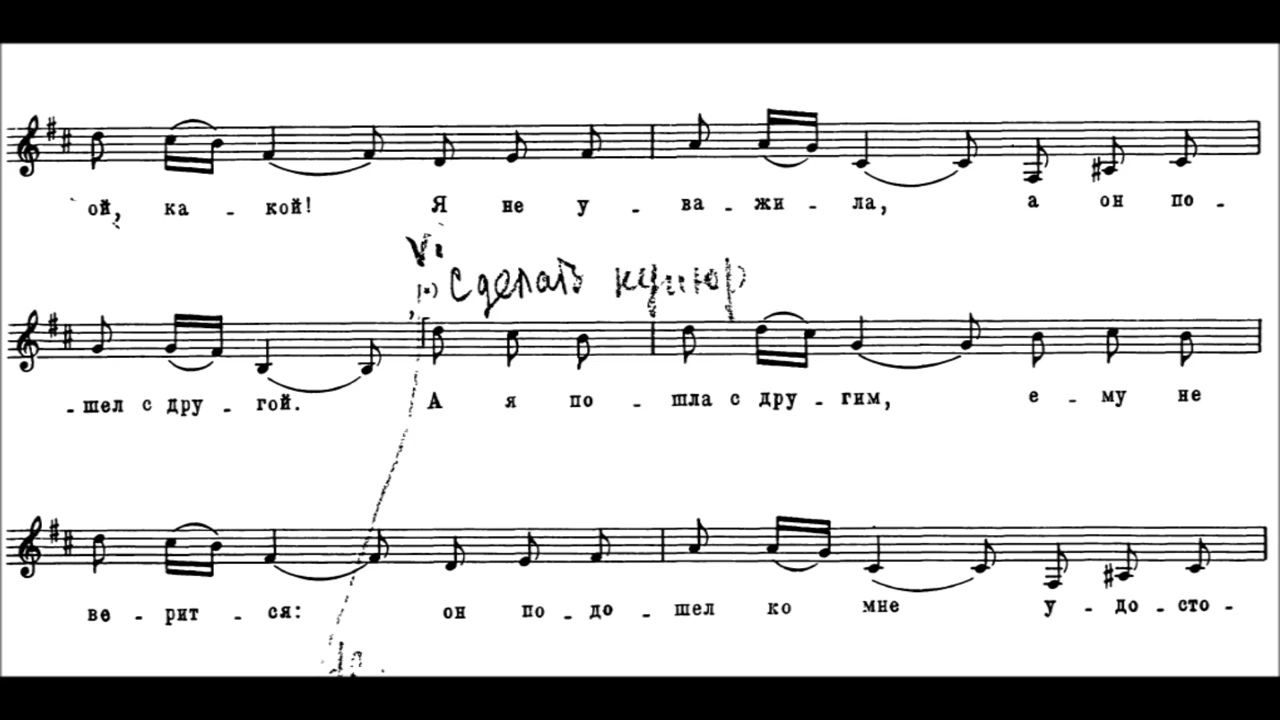 ой, ка - кой! Я не у - ва - жи - ла, а он по -
сделать купюр
- шел с дру - гой. А я по - шла с дру - гим, е - му не
ве - рит - ся: он по - до - шел ко мне у - до - сто -